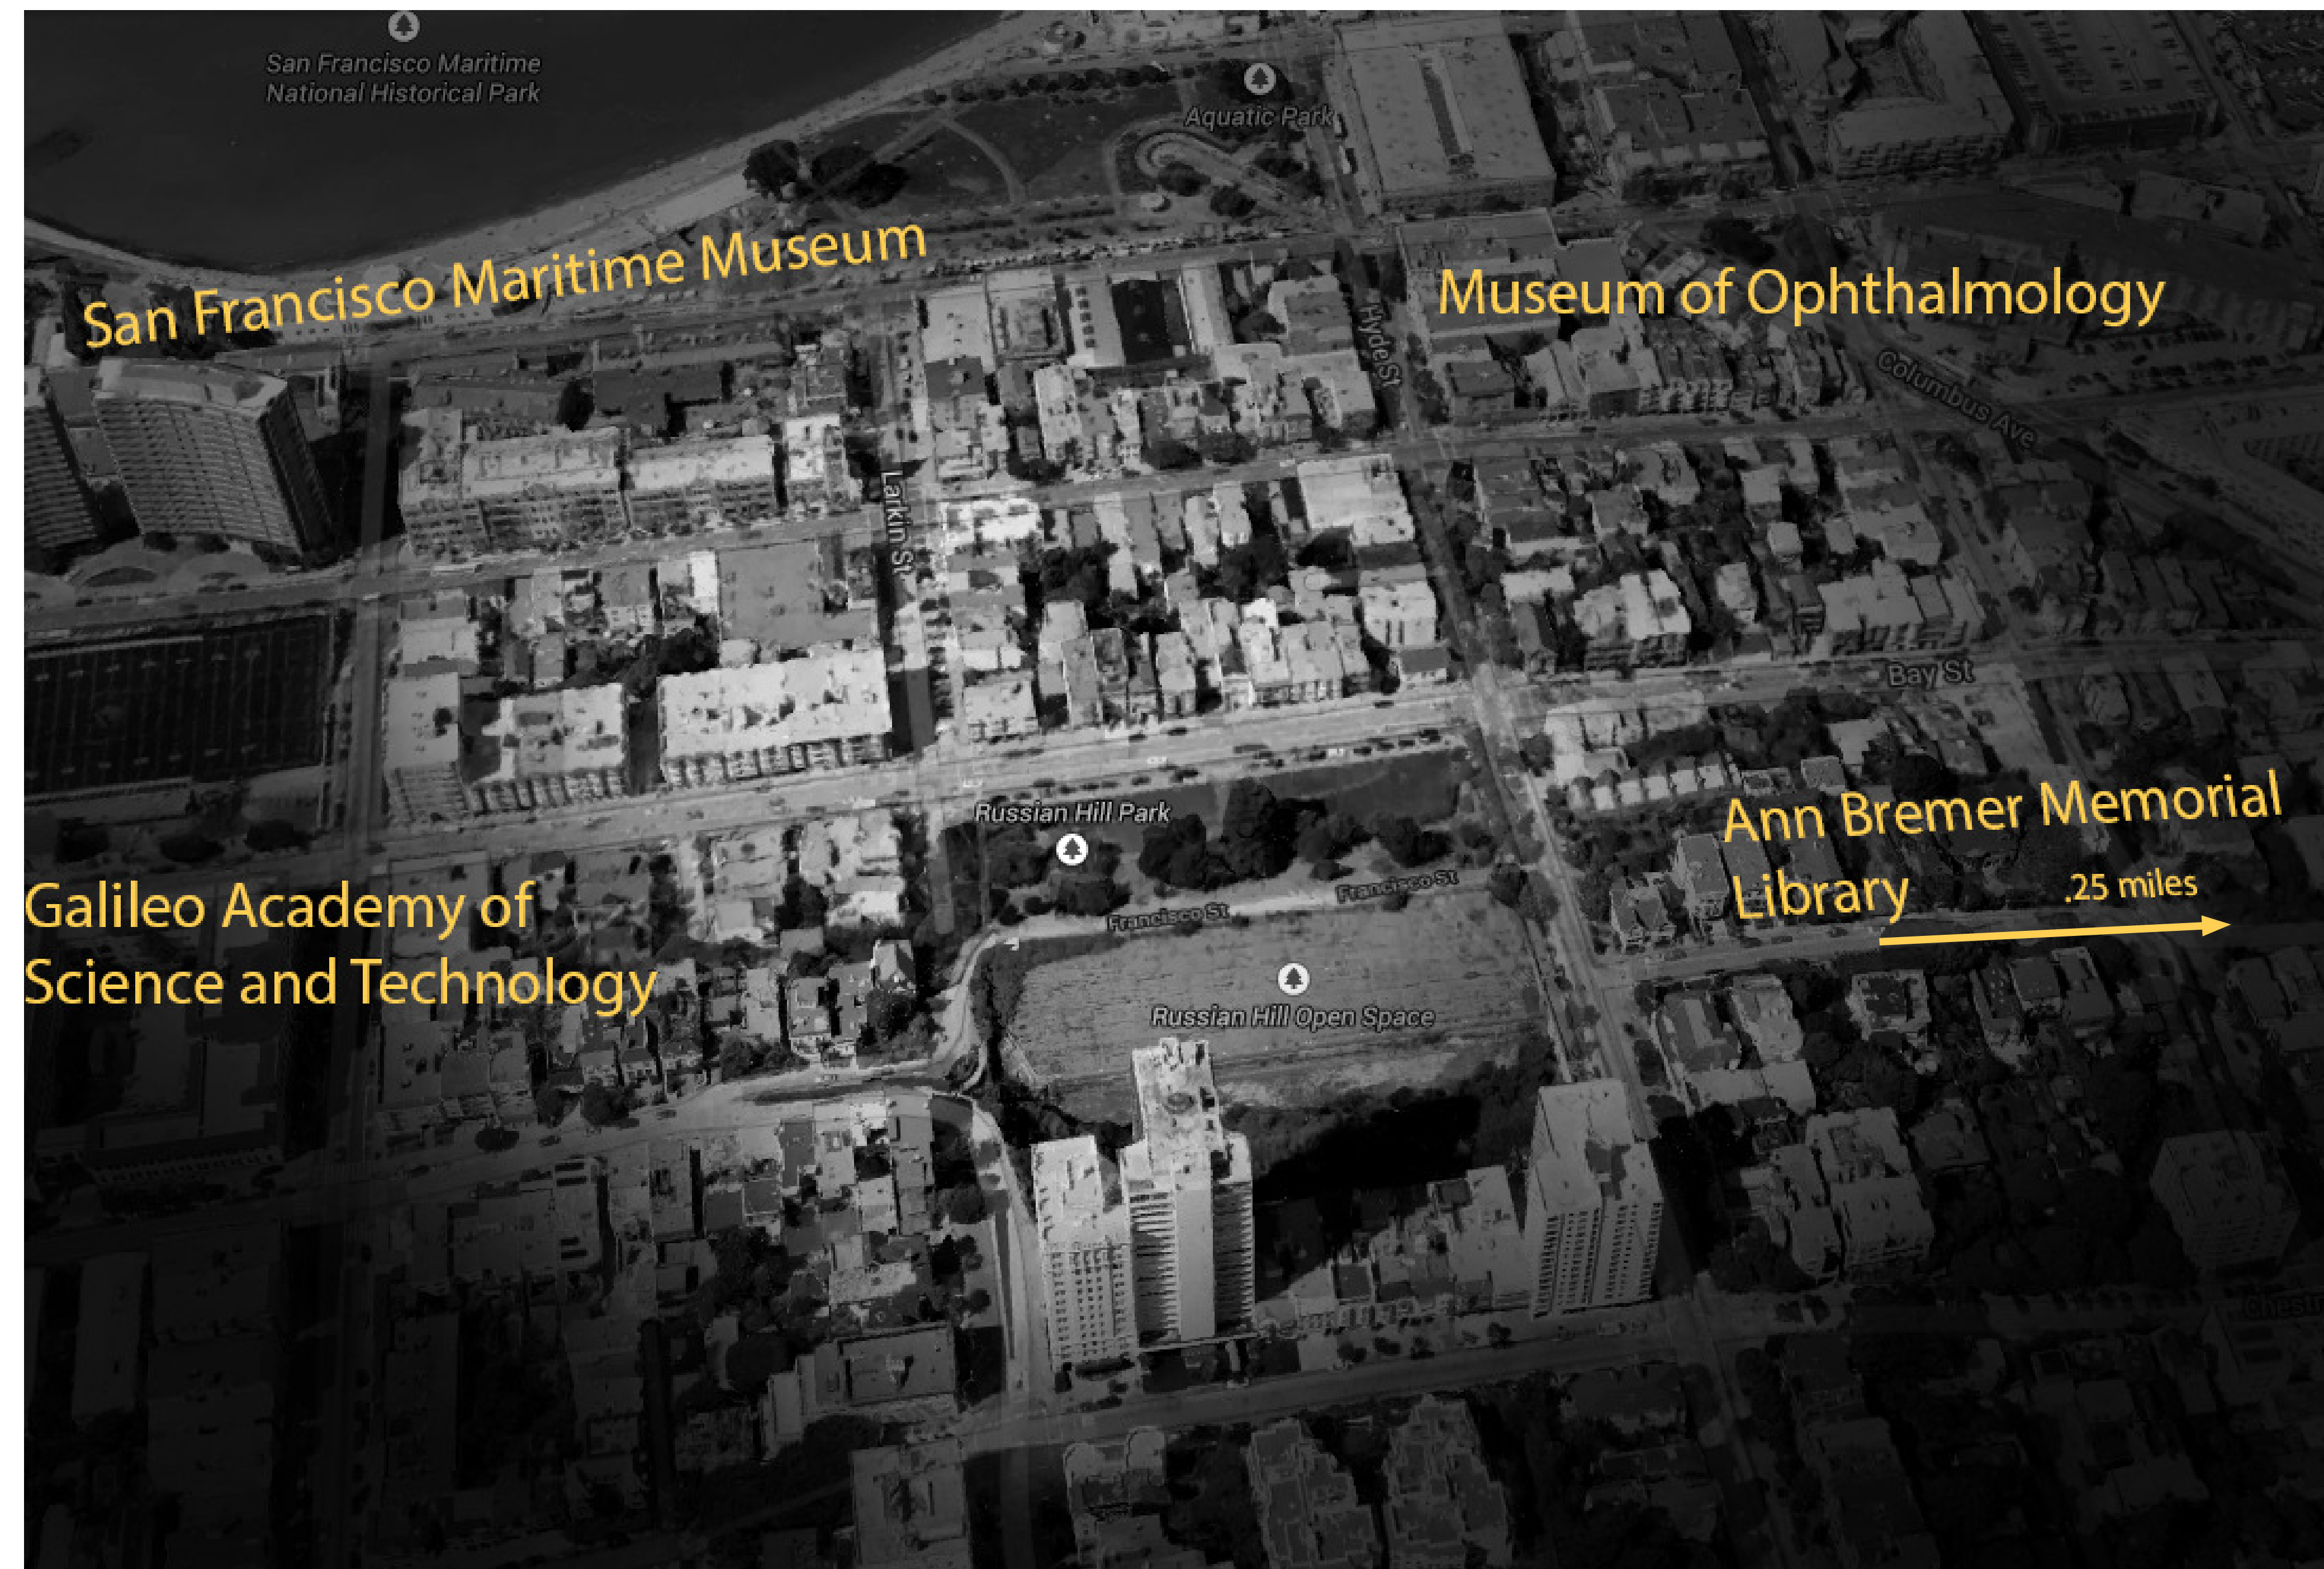 San Francisco Maritime
National Historical Park
Aquatic Park
San Francisco Maritime Museum
Museum of Ophthalmology
Hyde St
Columbus Ave
Larkin St
Bay St
Russian Hill Park
Ann Bremer Memorial
Library
.25 miles
Francisco St
Francisco St
Galileo Academy of
Science and Technology
Russian Hill Open Space